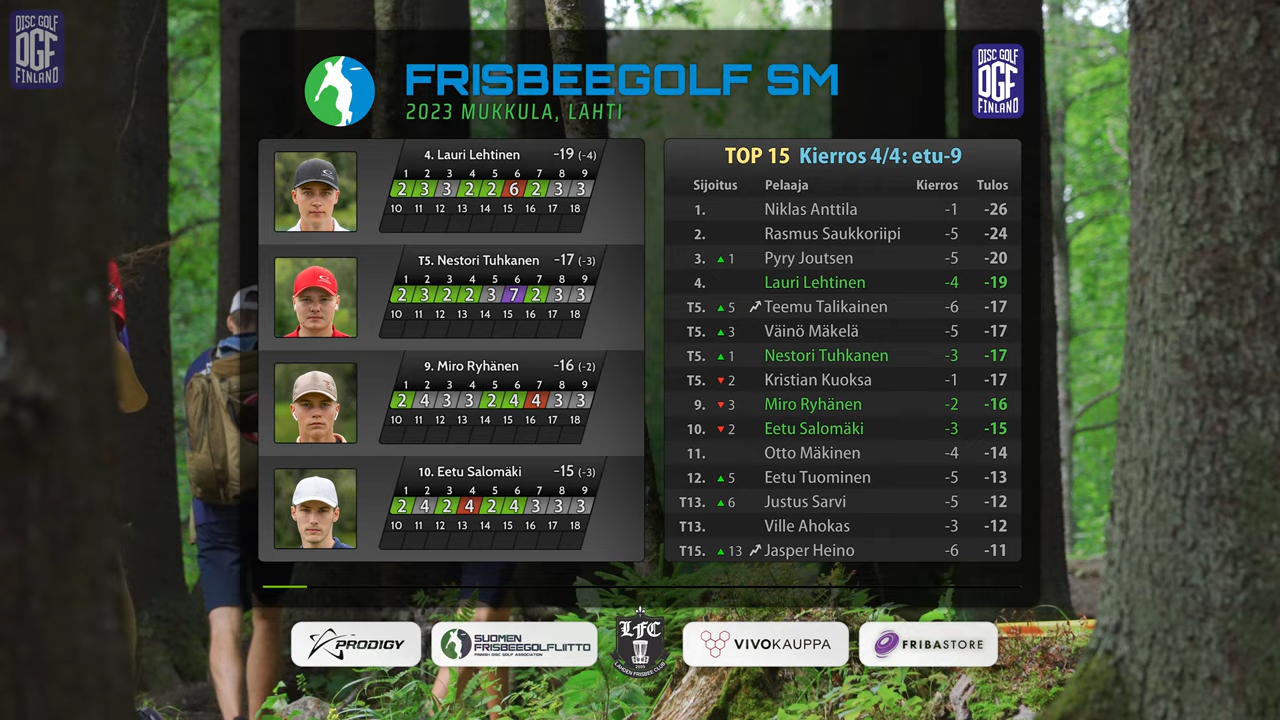 DISC GOLF
DGF
FINLAND
FRISBEEGOLF SM
2023 MUKKULA, LAHTI
DISC GOLF
DGF
FINLAND
4. Lauri Lehtinen -19 (-4)
1 2 3 4 5 6 7 8 9
2 3 3 2 2 6 2 3 3
10 11 12 13 14 15 16 17 18
T5. Nestori Tuhkanen -17 (-3)
1 2 3 4 5 6 7 8 9
2 3 2 2 3 7 2 3 3
10 11 12 13 14 15 16 17 18
9. Miro Ryhänen -16 (-2)
1 2 3 4 5 6 7 8 9
2 4 3 3 2 4 4 3 3
10 11 12 13 14 15 16 17 18
10. Eetu Salomäki -15 (-3)
1 2 3 4 5 6 7 8 9
2 4 2 4 2 4 3 3 3
10 11 12 13 14 15 16 17 18
TOP 15 Kierros 4/4: etu-9
Sijoitus Pelaaja Kierros Tulos
1. Niklas Anttila -1 -26
2. Rasmus Saukkoriipi -5 -24
3. ▲ 1 Pyry Joutsen -5 -20
4. Lauri Lehtinen -4 -19
T5. ▲ 5 Teemu Talikainen -6 -17
T5. ▲ 3 Väinö Mäkelä -5 -17
T5. ▲ 1 Nestori Tuhkanen -3 -17
T5. ▼ 2 Kristian Kuoksa -1 -17
9. ▼ 3 Miro Ryhänen -2 -16
10. ▼ 2 Eetu Salomäki -3 -15
11. Otto Mäkinen -4 -14
12. ▲ 5 Eetu Tuominen -5 -13
T13. ▲ 6 Justus Sarvi -5 -12
T13. Ville Ahokas -3 -12
T15. ▲ 13 Jasper Heino -6 -11
PRODIGY
SUOMEN
FRISBEEGOLFLIITTO
FINNISH DISC GOLF ASSOCIATION
LFC
LAHDEN FRISBEE CLUB
VIVOKAUPPA
FRIBASTORE